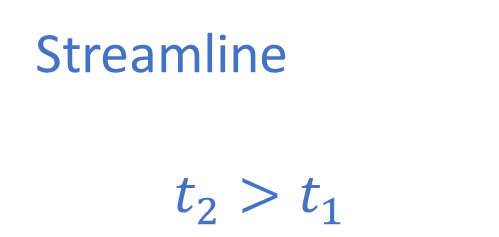 Streamline
t₂ > t₁